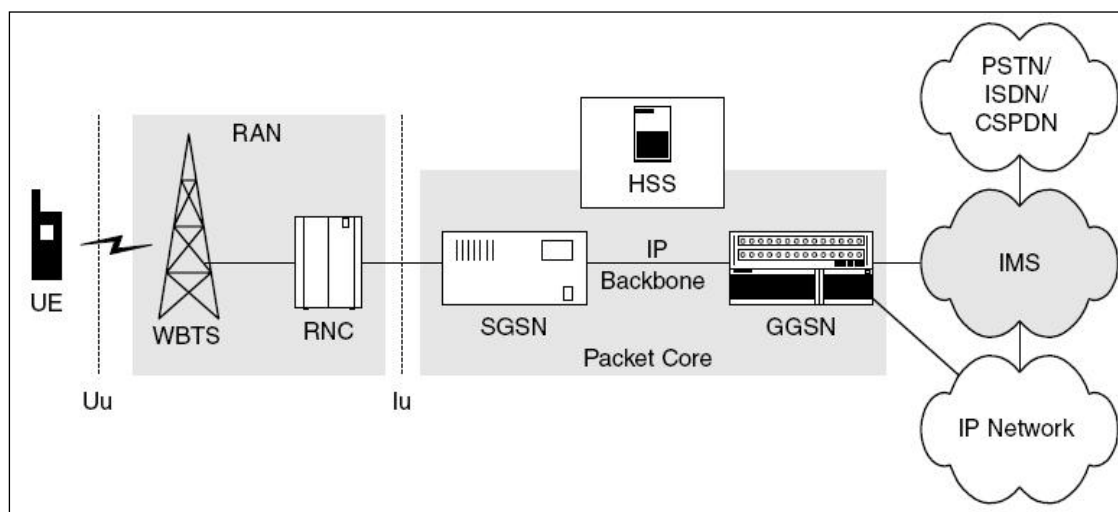 PSTN/
ISDN/
CSPDN
RAN
HSS
IP
Backbone
IMS
UE
WBTS
RNC
SGSN
GGSN
Packet Core
Uu
Iu
IP Network